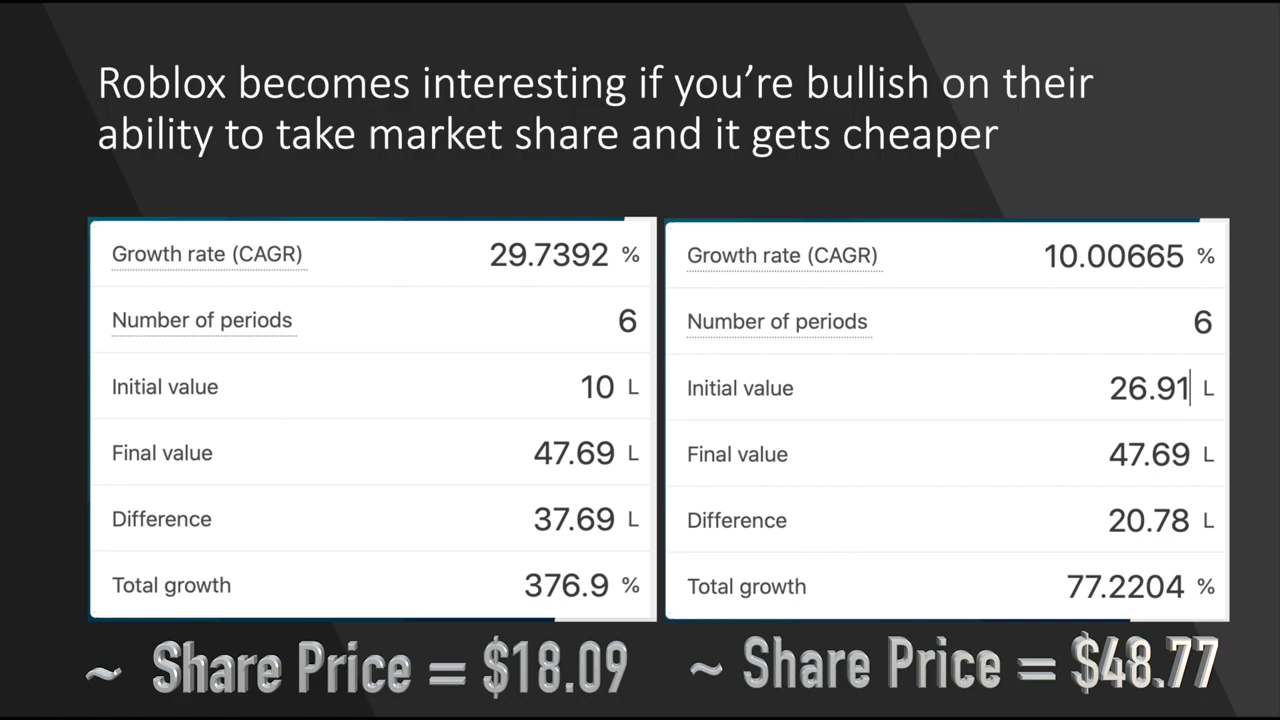 Roblox becomes interesting if you’re bullish on their
ability to take market share and it gets cheaper
Growth rate (CAGR) 29.7392 %
Number of periods 6
Initial value 10 L
Final value 47.69 L
Difference 37.69 L
Total growth 376.9 %
~ Share Price = $18.09
Growth rate (CAGR) 10.00665 %
Number of periods 6
Initial value 26.91 L
Final value 47.69 L
Difference 20.78 L
Total growth 77.2204 %
~ Share Price = $48.77